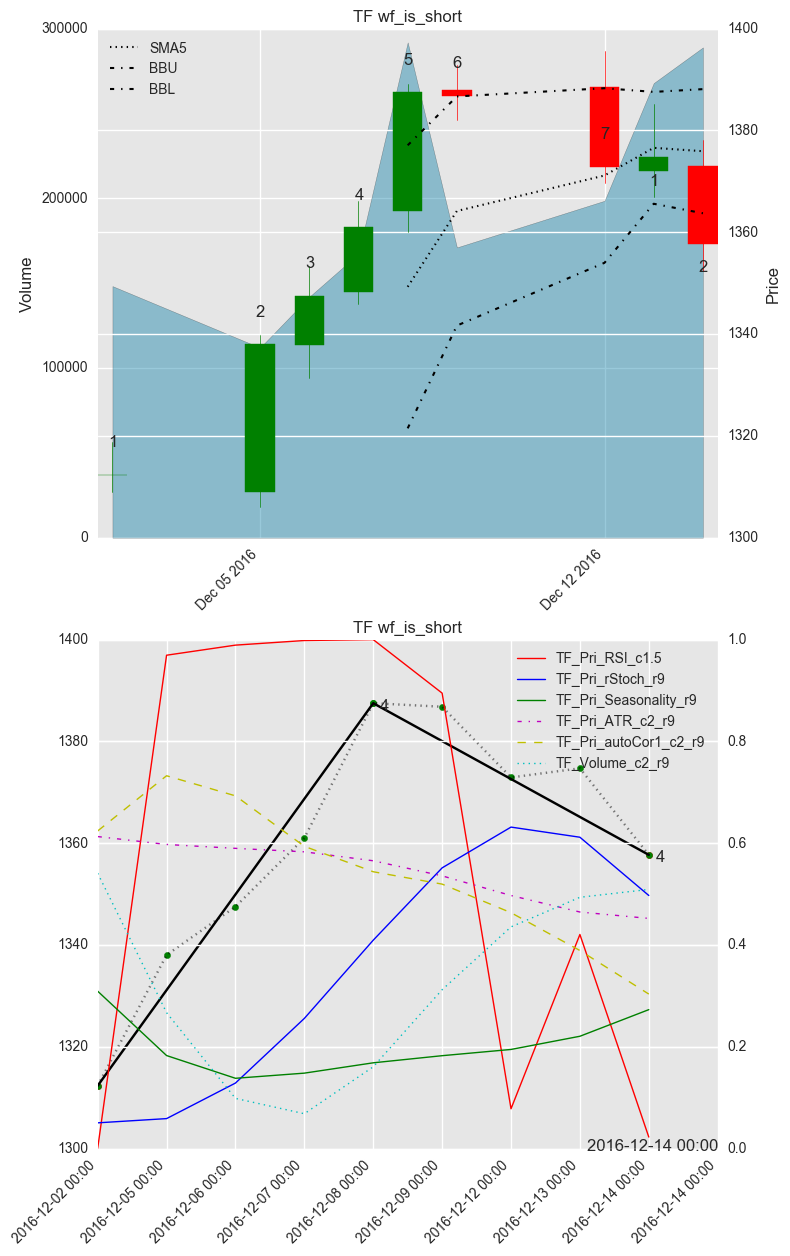 TF wf_is_short
300000
1400
SMA5
BBU
BBL
5
6
7
1380
200000
4
1
1360
3
2
Volume
Price
2
1340
100000
1
1320
0
1300
Dec 05 2016
Dec 12 2016
TF wf_is_short
1400
1.0
TF_Pri_RSI_c1.5
TF_Pri_rStoch_r9
TF_Pri_Seasonality_r9
TF_Pri_ATR_c2_r9
TF_Pri_autoCor1_c2_r9
TF_Volume_c2_r9
4
1380
0.8
1360
0.6
4
1340
0.4
1320
0.2
1300
0.0
2016-12-14 00:00
2016-12-02 00:00
2016-12-05 00:00
2016-12-06 00:00
2016-12-07 00:00
2016-12-08 00:00
2016-12-09 00:00
2016-12-12 00:00
2016-12-13 00:00
2016-12-14 00:00
2016-12-14 00:00